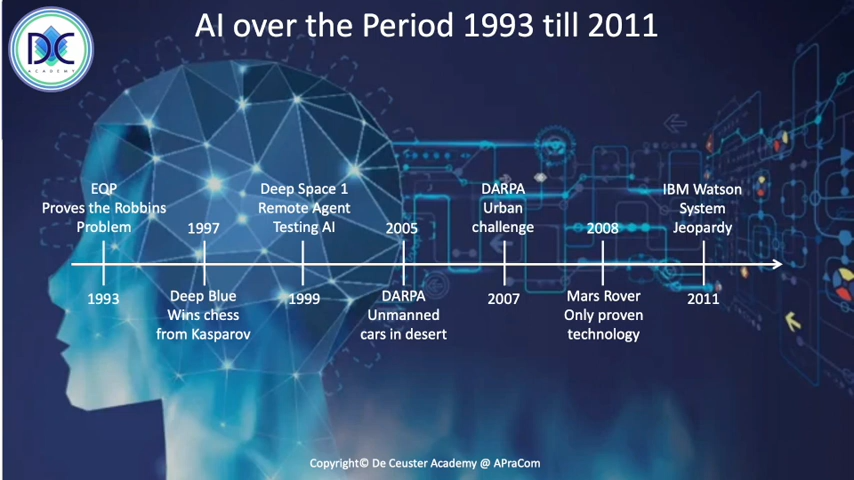 AI over the Period 1993 till 2011
DC
ACADEMY
EQP
Proves the Robbins
Problem
1993
1997
Deep Blue
Wins chess
from Kasparov
Deep Space 1
Remote Agent
Testing AI
1999
2005
DARPA
Unmanned
cars in desert
DARPA
Urban
challenge
2007
2008
Mars Rover
Only proven
technology
IBM Watson
System
Jeopardy
2011
Copyright© De Ceuster Academy @ APraCom